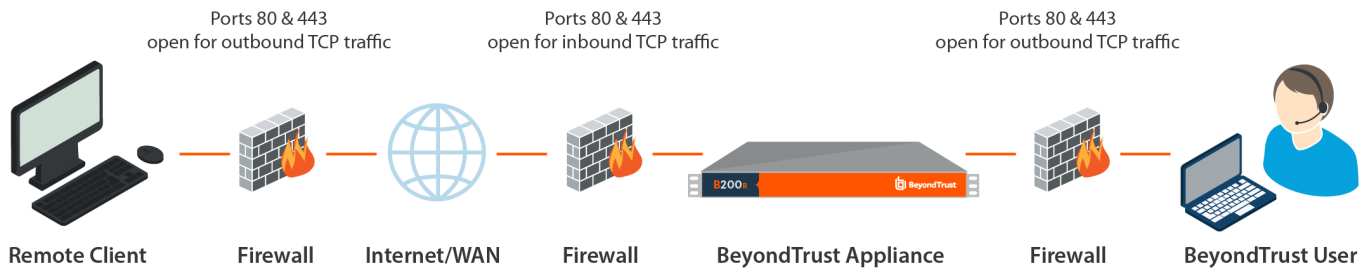 Ports 80 & 443
open for outbound TCP traffic
Ports 80 & 443
open for inbound TCP traffic
Ports 80 & 443
open for outbound TCP traffic
B200R
BeyondTrust
Remote Client
Firewall
Internet/WAN
Firewall
BeyondTrust Appliance
Firewall
BeyondTrust User